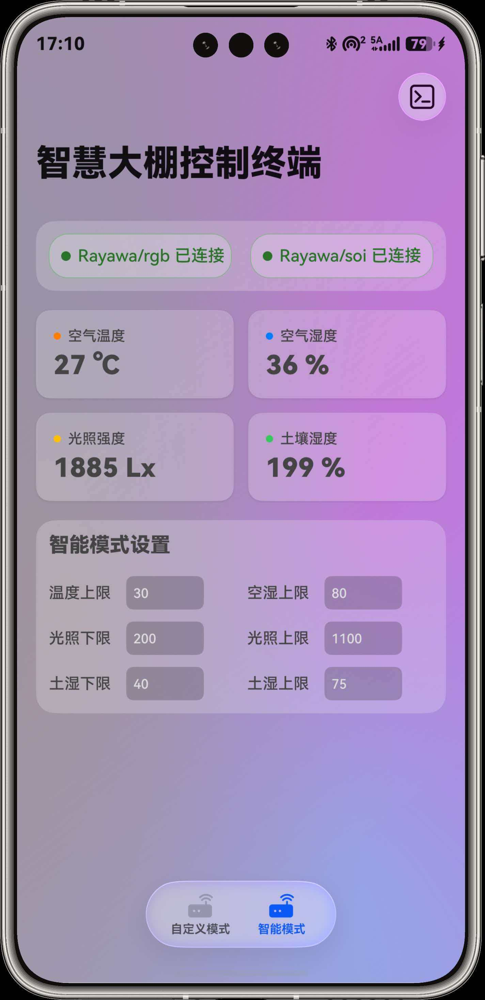 17:10
2 5A 79
智慧大棚控制终端
Rayawa/rgb 已连接 Rayawa/soi 已连接
空气温度 空气湿度
27 ℃ 36 %
光照强度 土壤湿度
1885 Lx 199 %
智能模式设置
温度上限 30 空湿上限 80
光照下限 200 光照上限 1100
土湿下限 40 土湿上限 75
自定义模式 智能模式